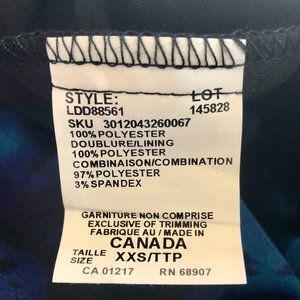 STYLE: LOT
LDD88561 145828
SKU 3012043260067
100% POLYESTER
DOUBLURE/LINING
100% POLYESTER
COMBINAISON/COMBINATION
97% POLYESTER
3% SPANDEX
GARNITURE NON COMPRISE
EXCLUSIVE OF TRIMMING
FABRIQUE AU / MADE IN
CANADA
TAILLE SIZE XXS/TTP
CA 01217 RN 68907